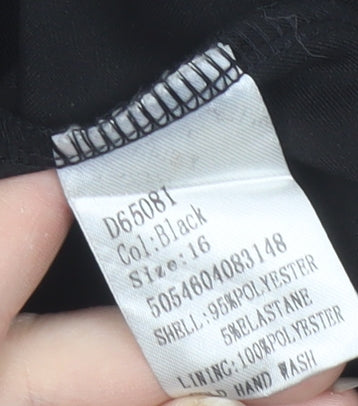 D65081
Col:Black
Size:16
5054604083148
SHELL:95%POLYESTER
5%ELASTANE
LINING:100%POLYESTER
HAND WASH